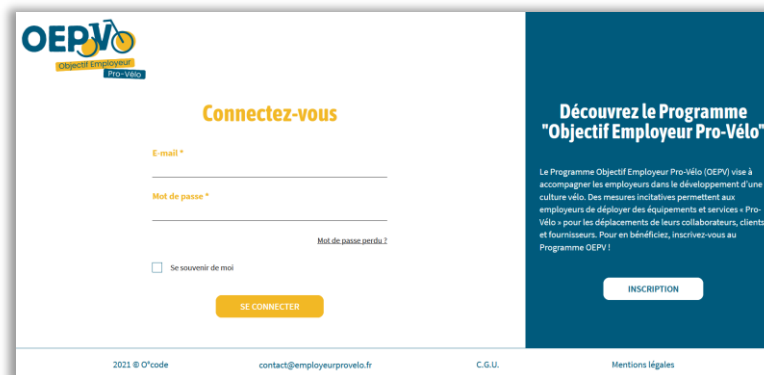 OEPVo
Objectif Employeur
Pro-Vélo
Connectez-vous
E-mail *
Mot de passe *
Mot de passe perdu ?
Se souvenir de moi
SE CONNECTER
Découvrez le Programme
"Objectif Employeur Pro-Vélo"
Le Programme Objectif Employeur Pro-Vélo (OEPV) vise à
accompagner les employeurs dans le développement d'une
culture vélo. Des mesures incitatives permettent aux
employeurs de déployer des équipements et services « Pro-
Vélo » pour les déplacements de leurs collaborateurs, clients
et fournisseurs. Pour en bénéficiez, inscrivez-vous au
Programme OEPV !
INSCRIPTION
2021 © O°code
contact@employeurprovelo.fr
C.G.U.
Mentions légales